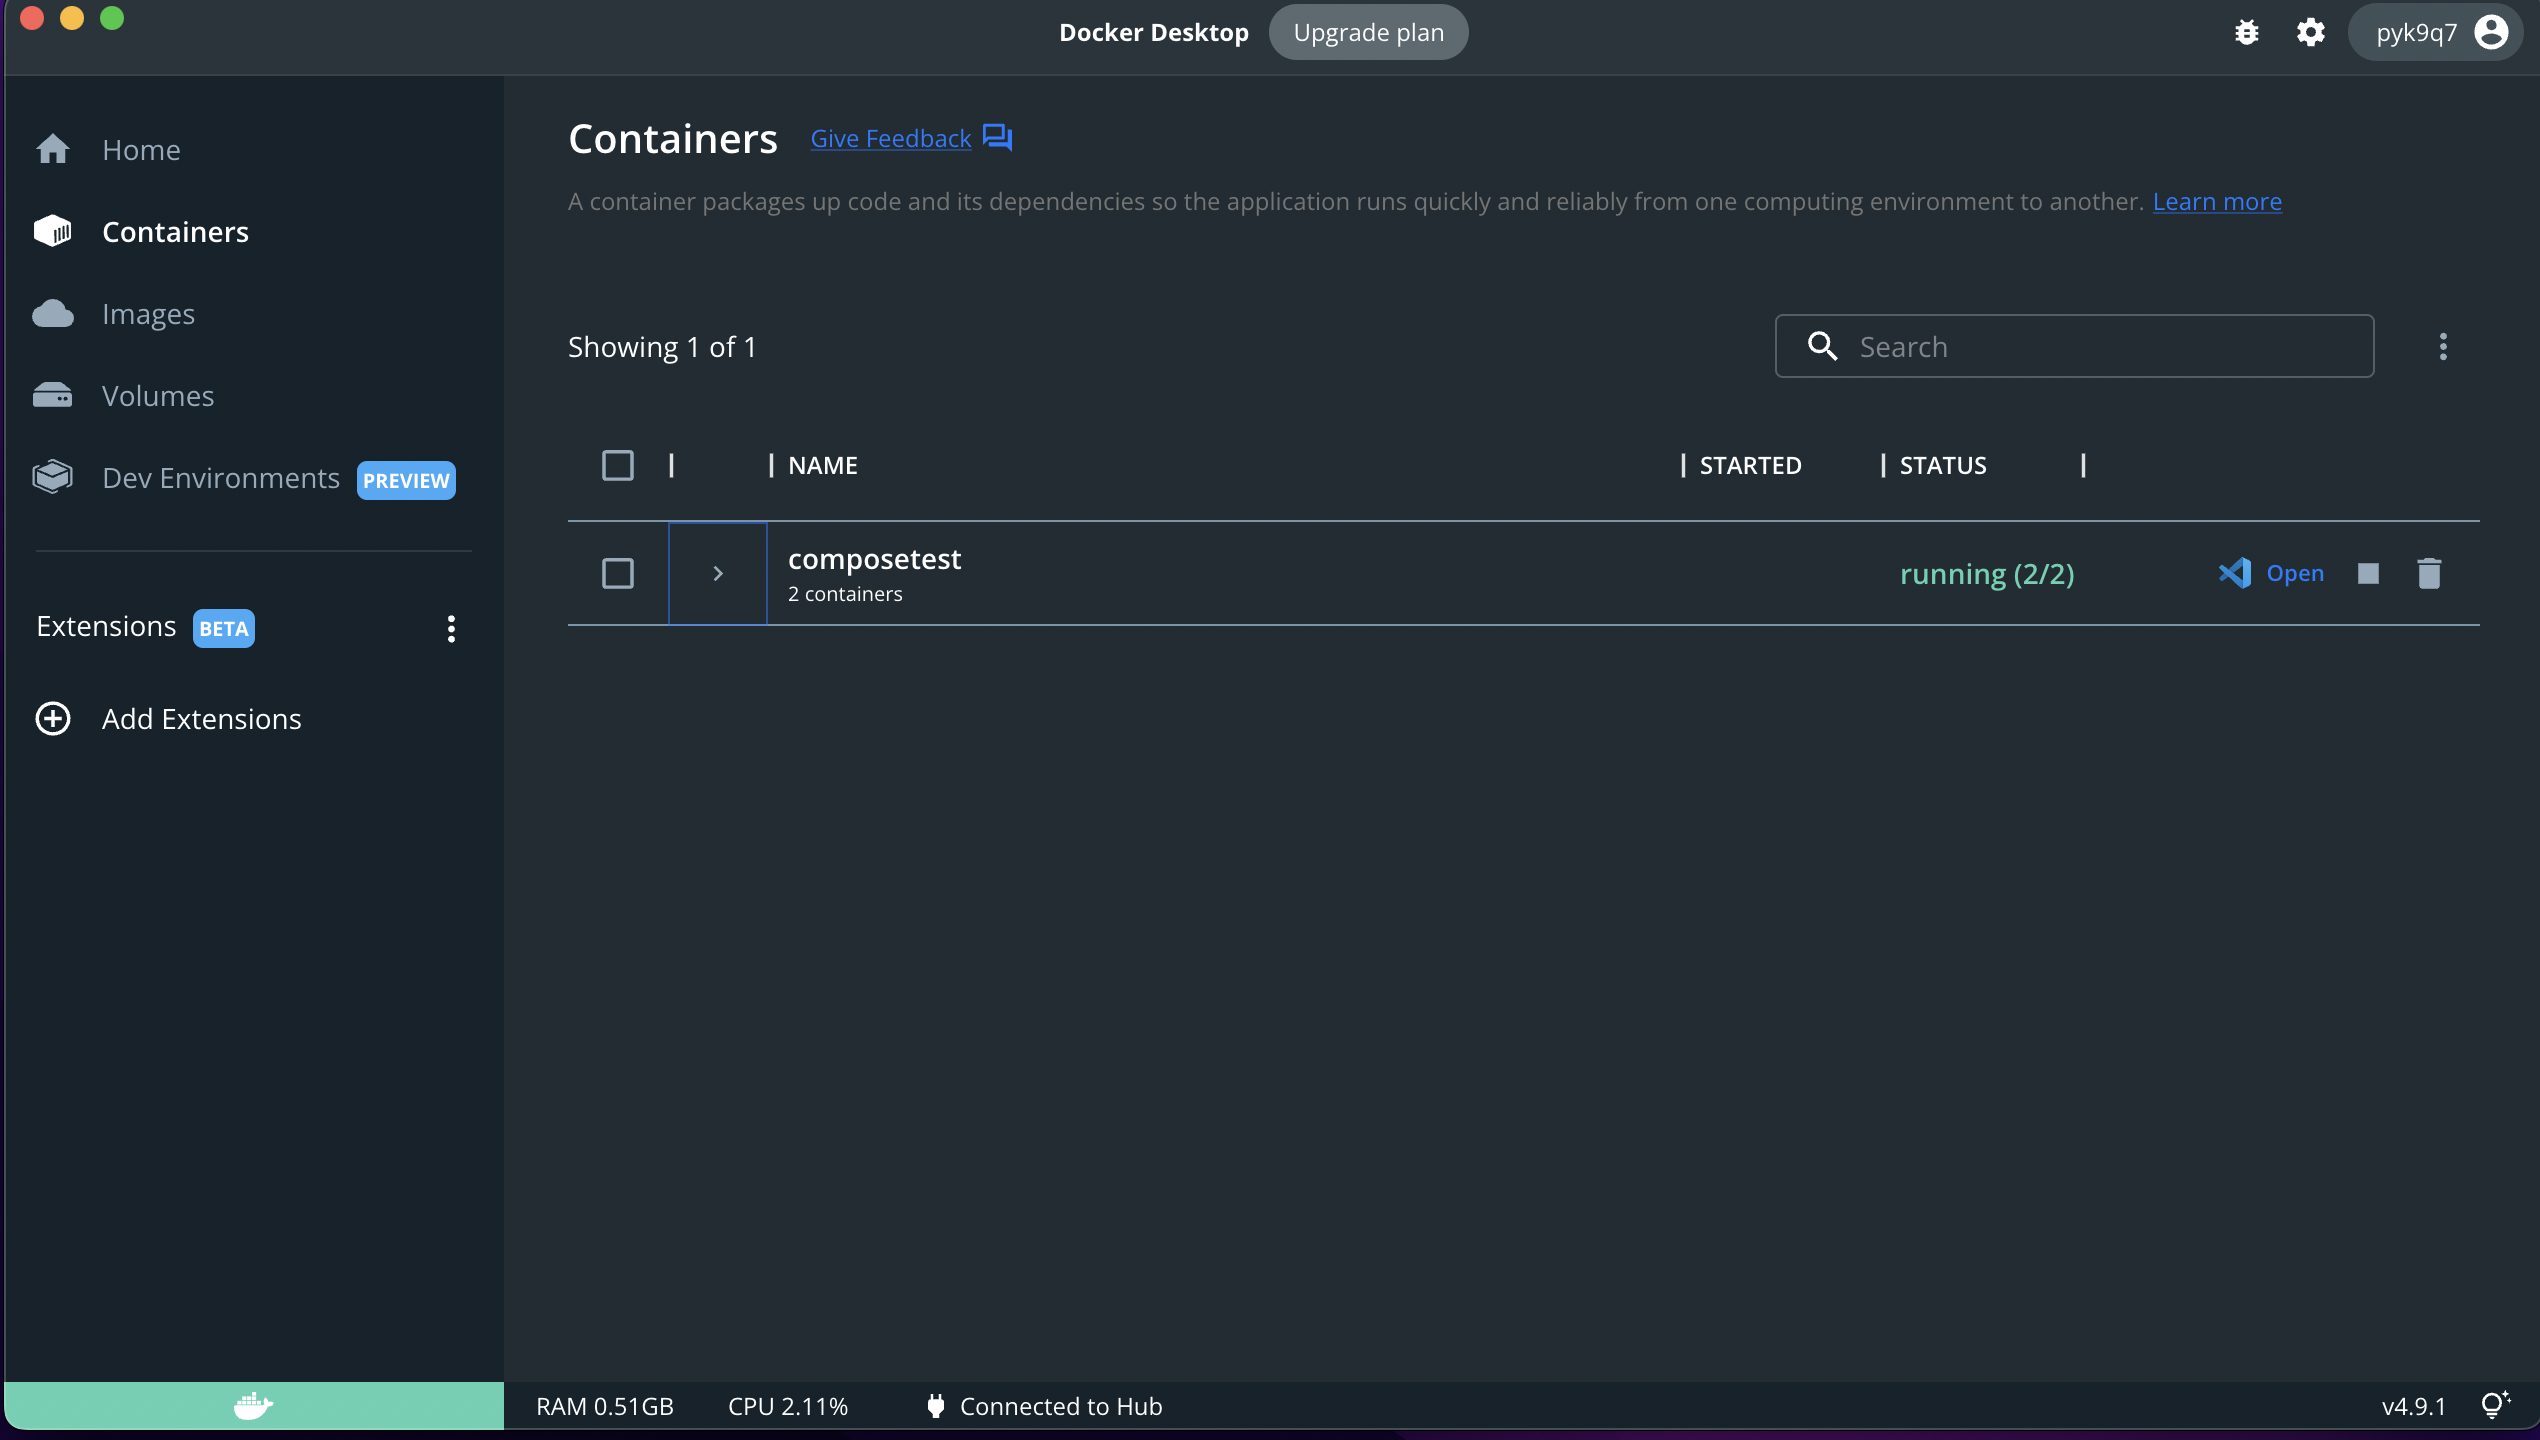 Docker Desktop Upgrade plan pyk9q7
Home
Containers
Images
Volumes
Dev Environments PREVIEW
Extensions BETA
Add Extensions
Containers Give Feedback
A container packages up code and its dependencies so the application runs quickly and reliably from one computing environment to another. Learn more
Showing 1 of 1 Search
NAME STARTED STATUS
composetest
2 containers
running (2/2) Open
RAM 0.51GB CPU 2.11% Connected to Hub v4.9.1